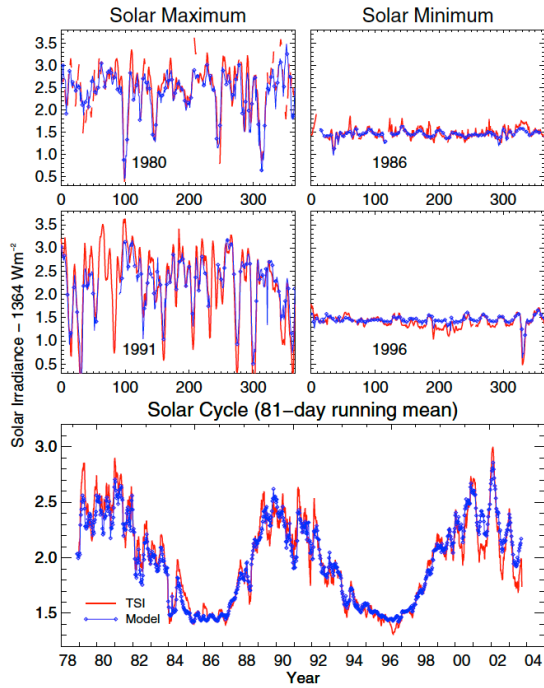 Solar Maximum
Solar Minimum
3.5
3.0
2.5
2.0
1.5
1.0
0.5
1980
1986
0 100 200 300
0 100 200 300
3.5
3.0
2.5
2.0
1.5
1.0
0.5
1991
1996
0 100 200 300
0 100 200 300
Solar Irradiance – 1364 Wm⁻²
Solar Cycle (81–day running mean)
3.0
2.5
2.0
1.5
TSI
Model
78 80 82 84 86 88 90 92 94 96 98 00 02 04
Year